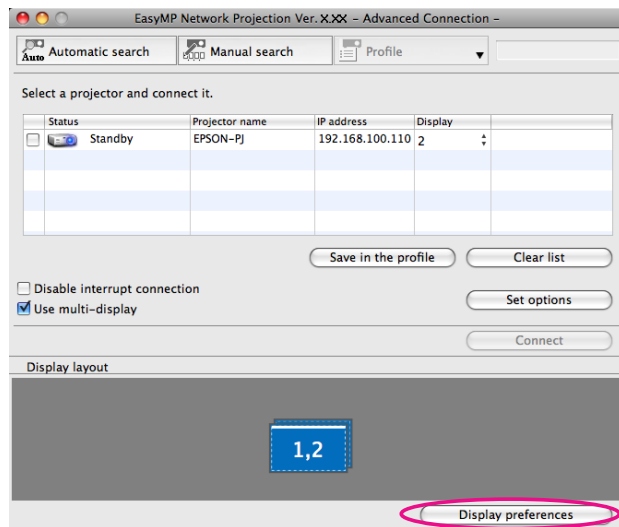 EasyMP Network Projection Ver. X.XX – Advanced Connection –
Auto Automatic search Manual search Profile
Select a projector and connect it.
Status Projector name IP address Display
Standby EPSON-PJ 192.168.100.110 2
Save in the profile Clear list
Disable interrupt connection
Set options
Use multi-display
Connect
Display layout
1,2
Display preferences